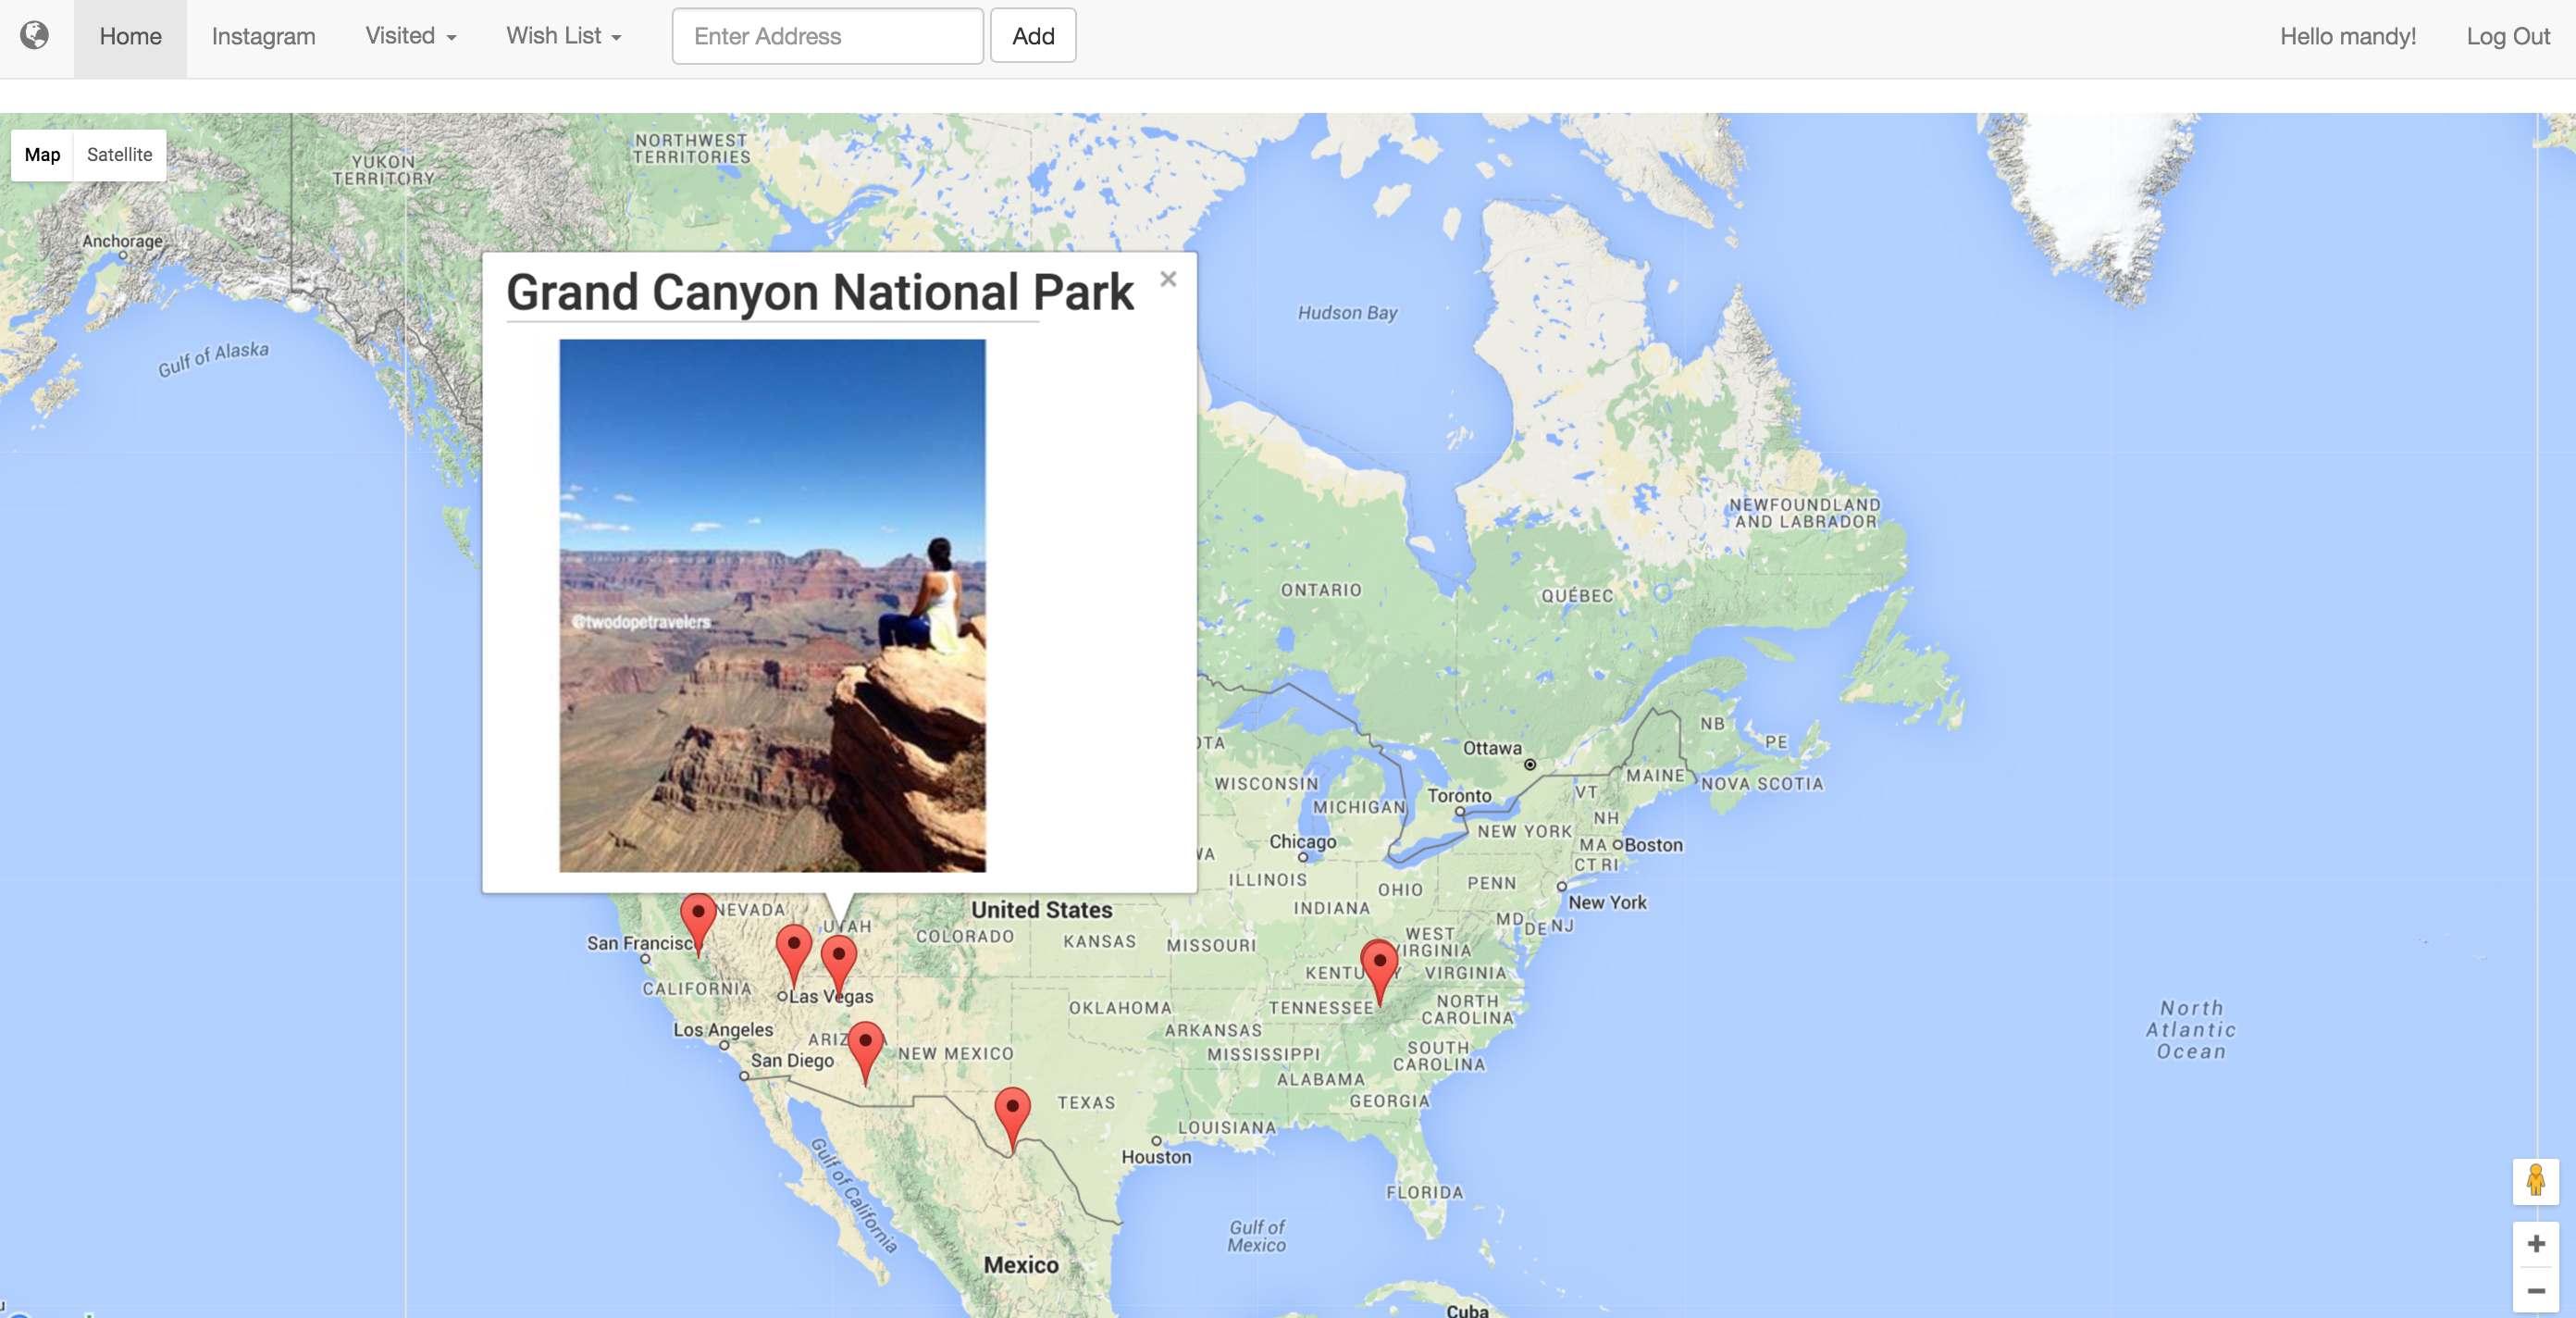 Home Instagram Visited Wish List Enter Address Add Hello mandy! Log Out
Map Satellite
NORTHWEST
TERRITORIES
YUKON
TERRITORY
Anchorage
Gulf of Alaska
Grand Canyon National Park
×
@twodopetravelers
Hudson Bay
NEWFOUNDLAND
AND LABRADOR
ONTARIO
QUÉBEC
NB
PE
OTA
Ottawa
MAINE
NOVA SCOTIA
WISCONSIN
VT
MICHIGAN
Toronto
NH
NEW YORK
Chicago
MA
Boston
WA
CT RI
ILLINOIS
OHIO
PENN
New York
NEVADA
United States
INDIANA
MD
DE NJ
UTAH
COLORADO
KANSAS
MISSOURI
WEST
VIRGINIA
San Francisco
KENTUCKY
VIRGINIA
CALIFORNIA
Las Vegas
OKLAHOMA
TENNESSEE
NORTH
CAROLINA
Los Angeles
ARIZ A
NEW MEXICO
ARKANSAS
San Diego
MISSISSIPPI
SOUTH
CAROLINA
ALABAMA
TEXAS
GEORGIA
LOUISIANA
Houston
Gulf of California
FLORIDA
Gulf of
Mexico
Mexico
Cuba
North
Atlantic
Ocean
+
−